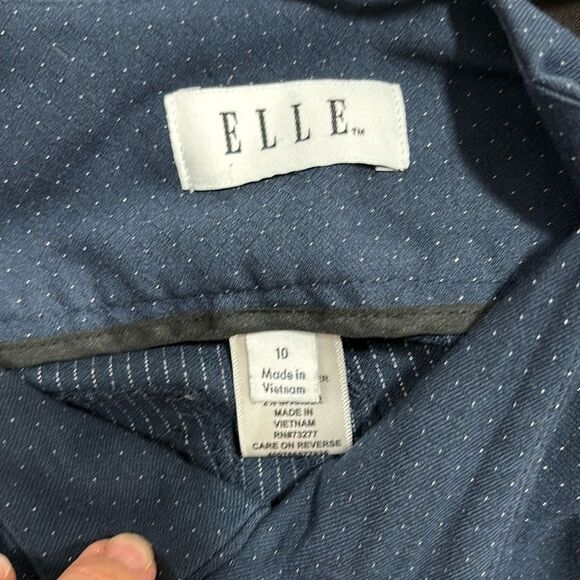 ELLE™
10
Made in
Vietnam
MADE IN
VIETNAM
RN#73277
CARE ON REVERSE